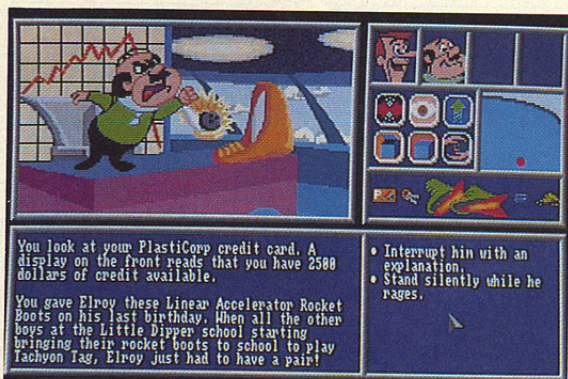 You look at your PlastiCorp credit card. A
display on the front reads that you have 2500
dollars of credit available.
You gave Elroy these Linear Accelerator Rocket
Boots on his last birthday. When all the other
boys at the Little Dipper school starting
bringing their rocket boots to school to play
Tachyon Tag, Elroy just had to have a pair!
• Interrupt him with an
explanation.
• Stand silently while he
rages.